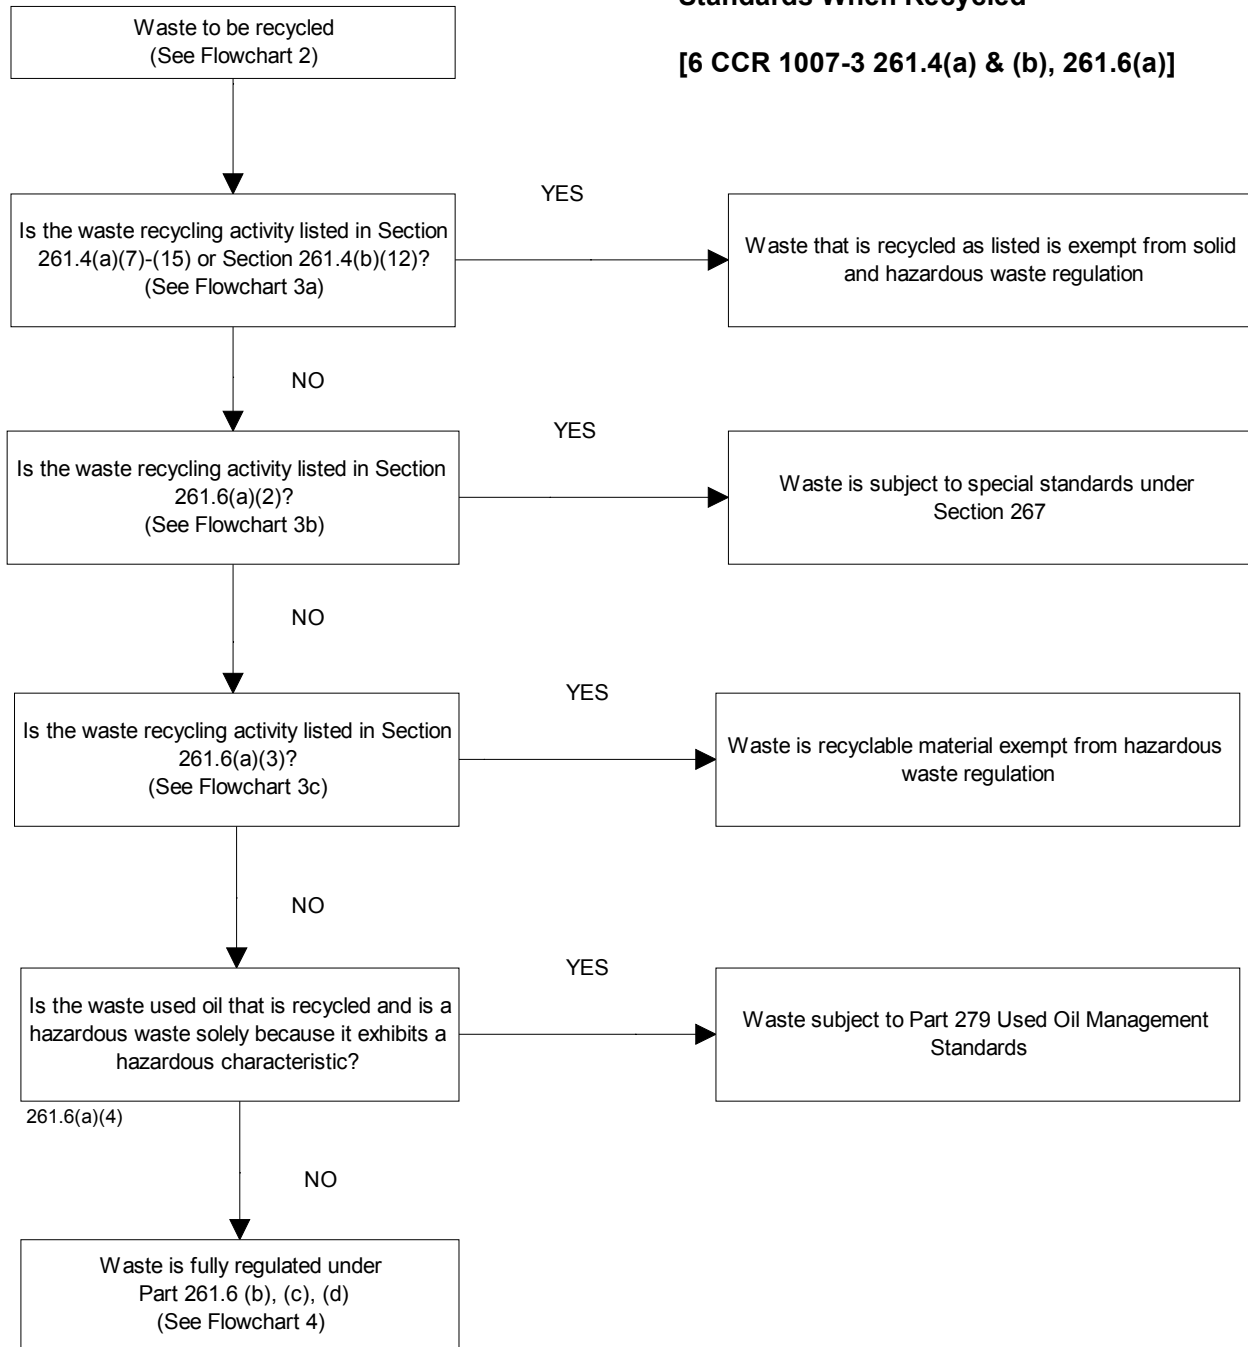 Standards When Recycled
[6 CCR 1007-3 261.4(a) & (b), 261.6(a)]
Waste to be recycled
(See Flowchart 2)
Is the waste recycling activity listed in Section
261.4(a)(7)-(15) or Section 261.4(b)(12)?
(See Flowchart 3a)
YES
Waste that is recycled as listed is exempt from solid
and hazardous waste regulation
NO
Is the waste recycling activity listed in Section
261.6(a)(2)?
(See Flowchart 3b)
YES
Waste is subject to special standards under
Section 267
NO
Is the waste recycling activity listed in Section
261.6(a)(3)?
(See Flowchart 3c)
YES
Waste is recyclable material exempt from hazardous
waste regulation
NO
Is the waste used oil that is recycled and is a
hazardous waste solely because it exhibits a
hazardous characteristic?
261.6(a)(4)
YES
Waste subject to Part 279 Used Oil Management
Standards
NO
Waste is fully regulated under
Part 261.6 (b), (c), (d)
(See Flowchart 4)